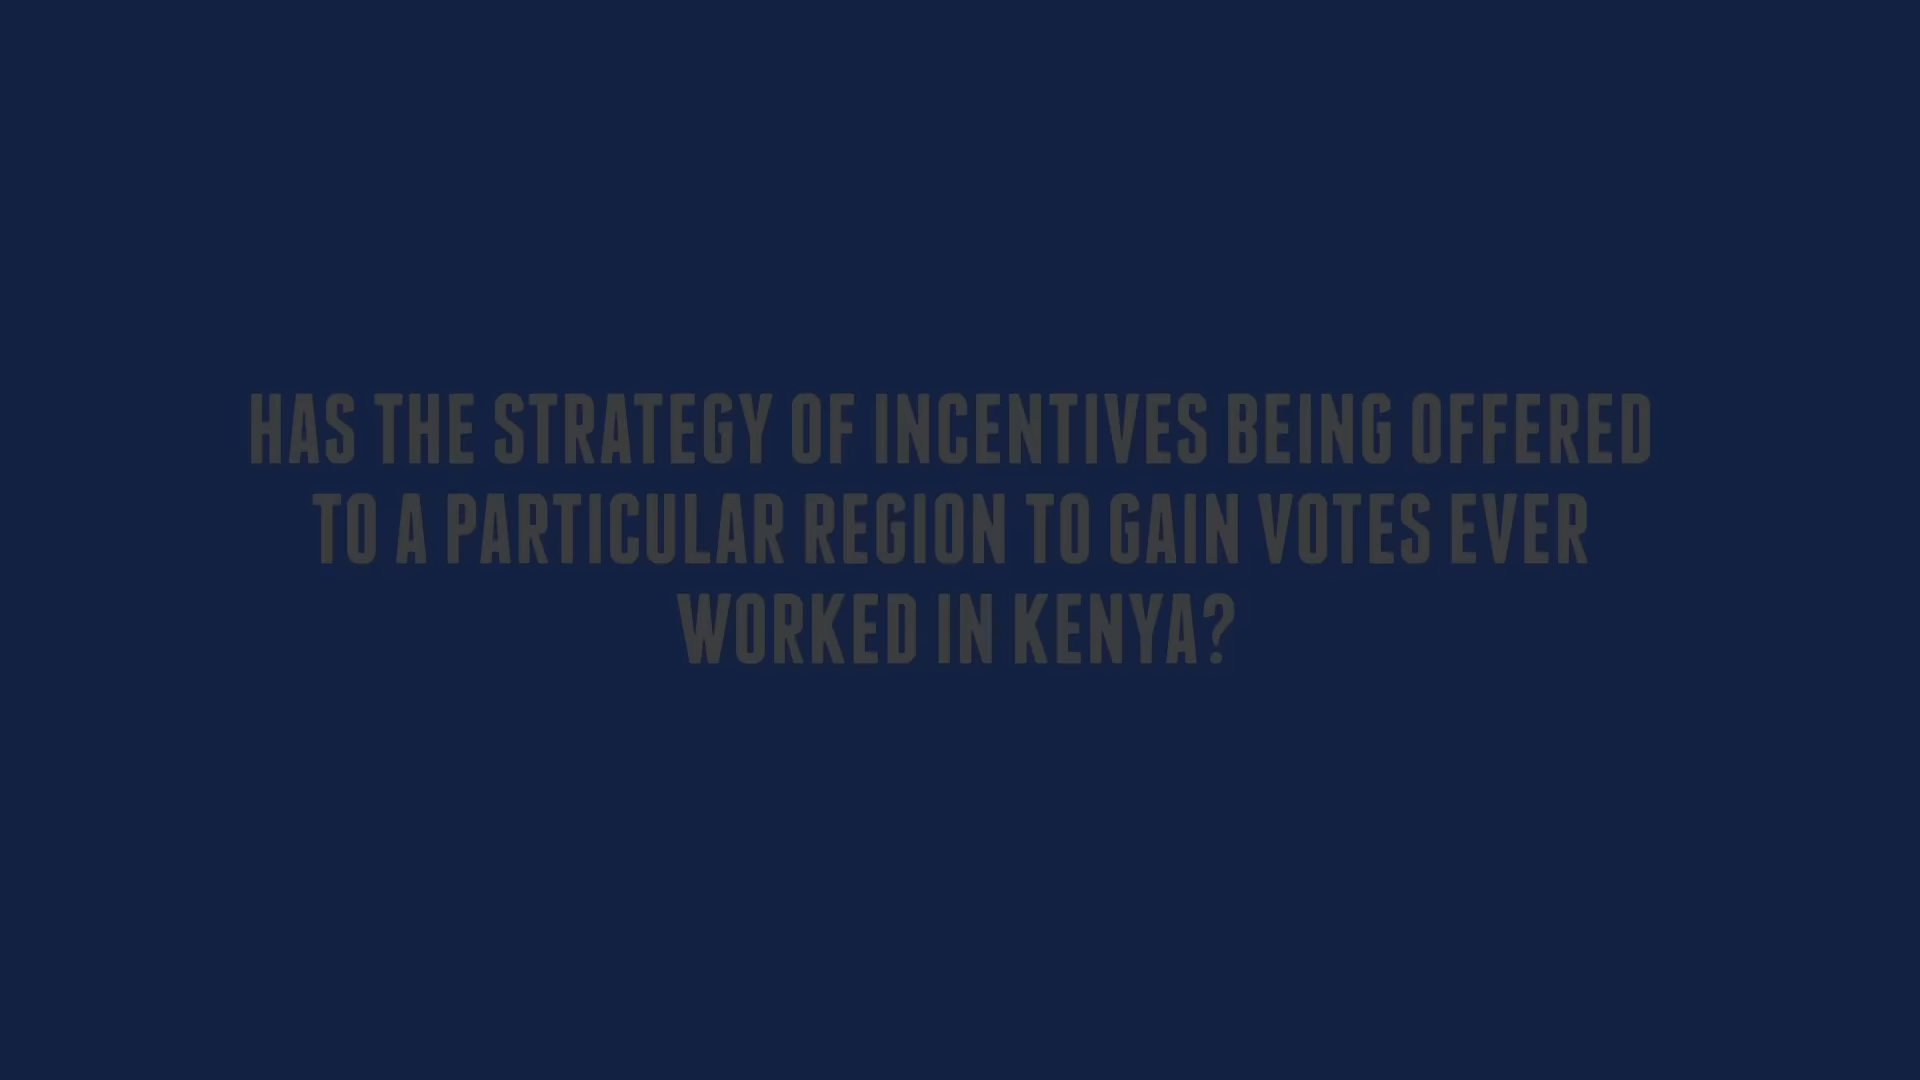 HAS THE STRATEGY OF INCENTIVES BEING OFFERED
TO A PARTICULAR REGION TO GAIN VOTES EVER
WORKED IN KENYA?